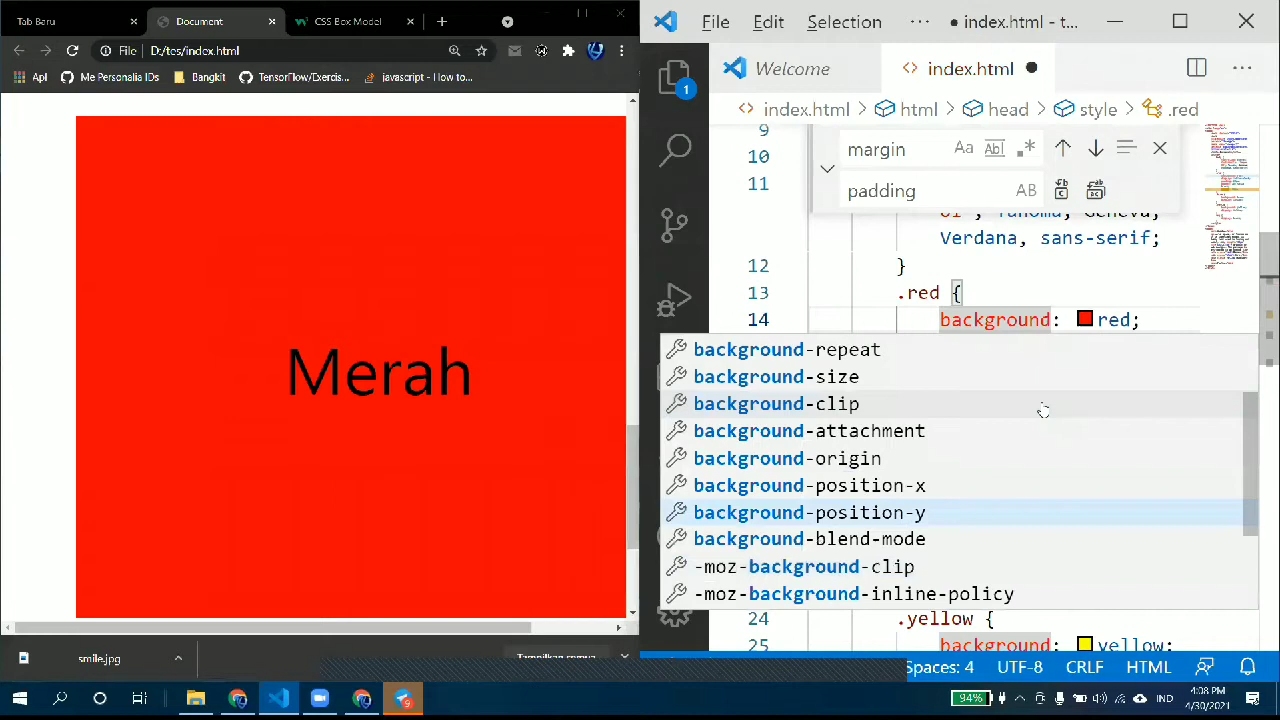 Tab Baru
Document
CSS Box Model
File D:/tes/index.html
Apl
Me Personalia IDs
Bangkit
TensorFlow/Exercis...
javascript - How to...
Merah
smile.jpg
File Edit Selection ··· ● index.html - t...
Welcome
index.html
index.html > html > head > style > .red
margin
padding
9
10
11
UI', Tahoma, Geneva,
Verdana, sans-serif;
12 }
13 .red {
14 background: red;
background-repeat
background-size
background-clip
background-attachment
background-origin
background-position-x
background-position-y
background-blend-mode
-moz-background-clip
-moz-background-inline-policy
24 .yellow {
25 background: yellow;
Spaces: 4 UTF-8 CRLF HTML
94%
IND
4:08 PM
4/30/2021